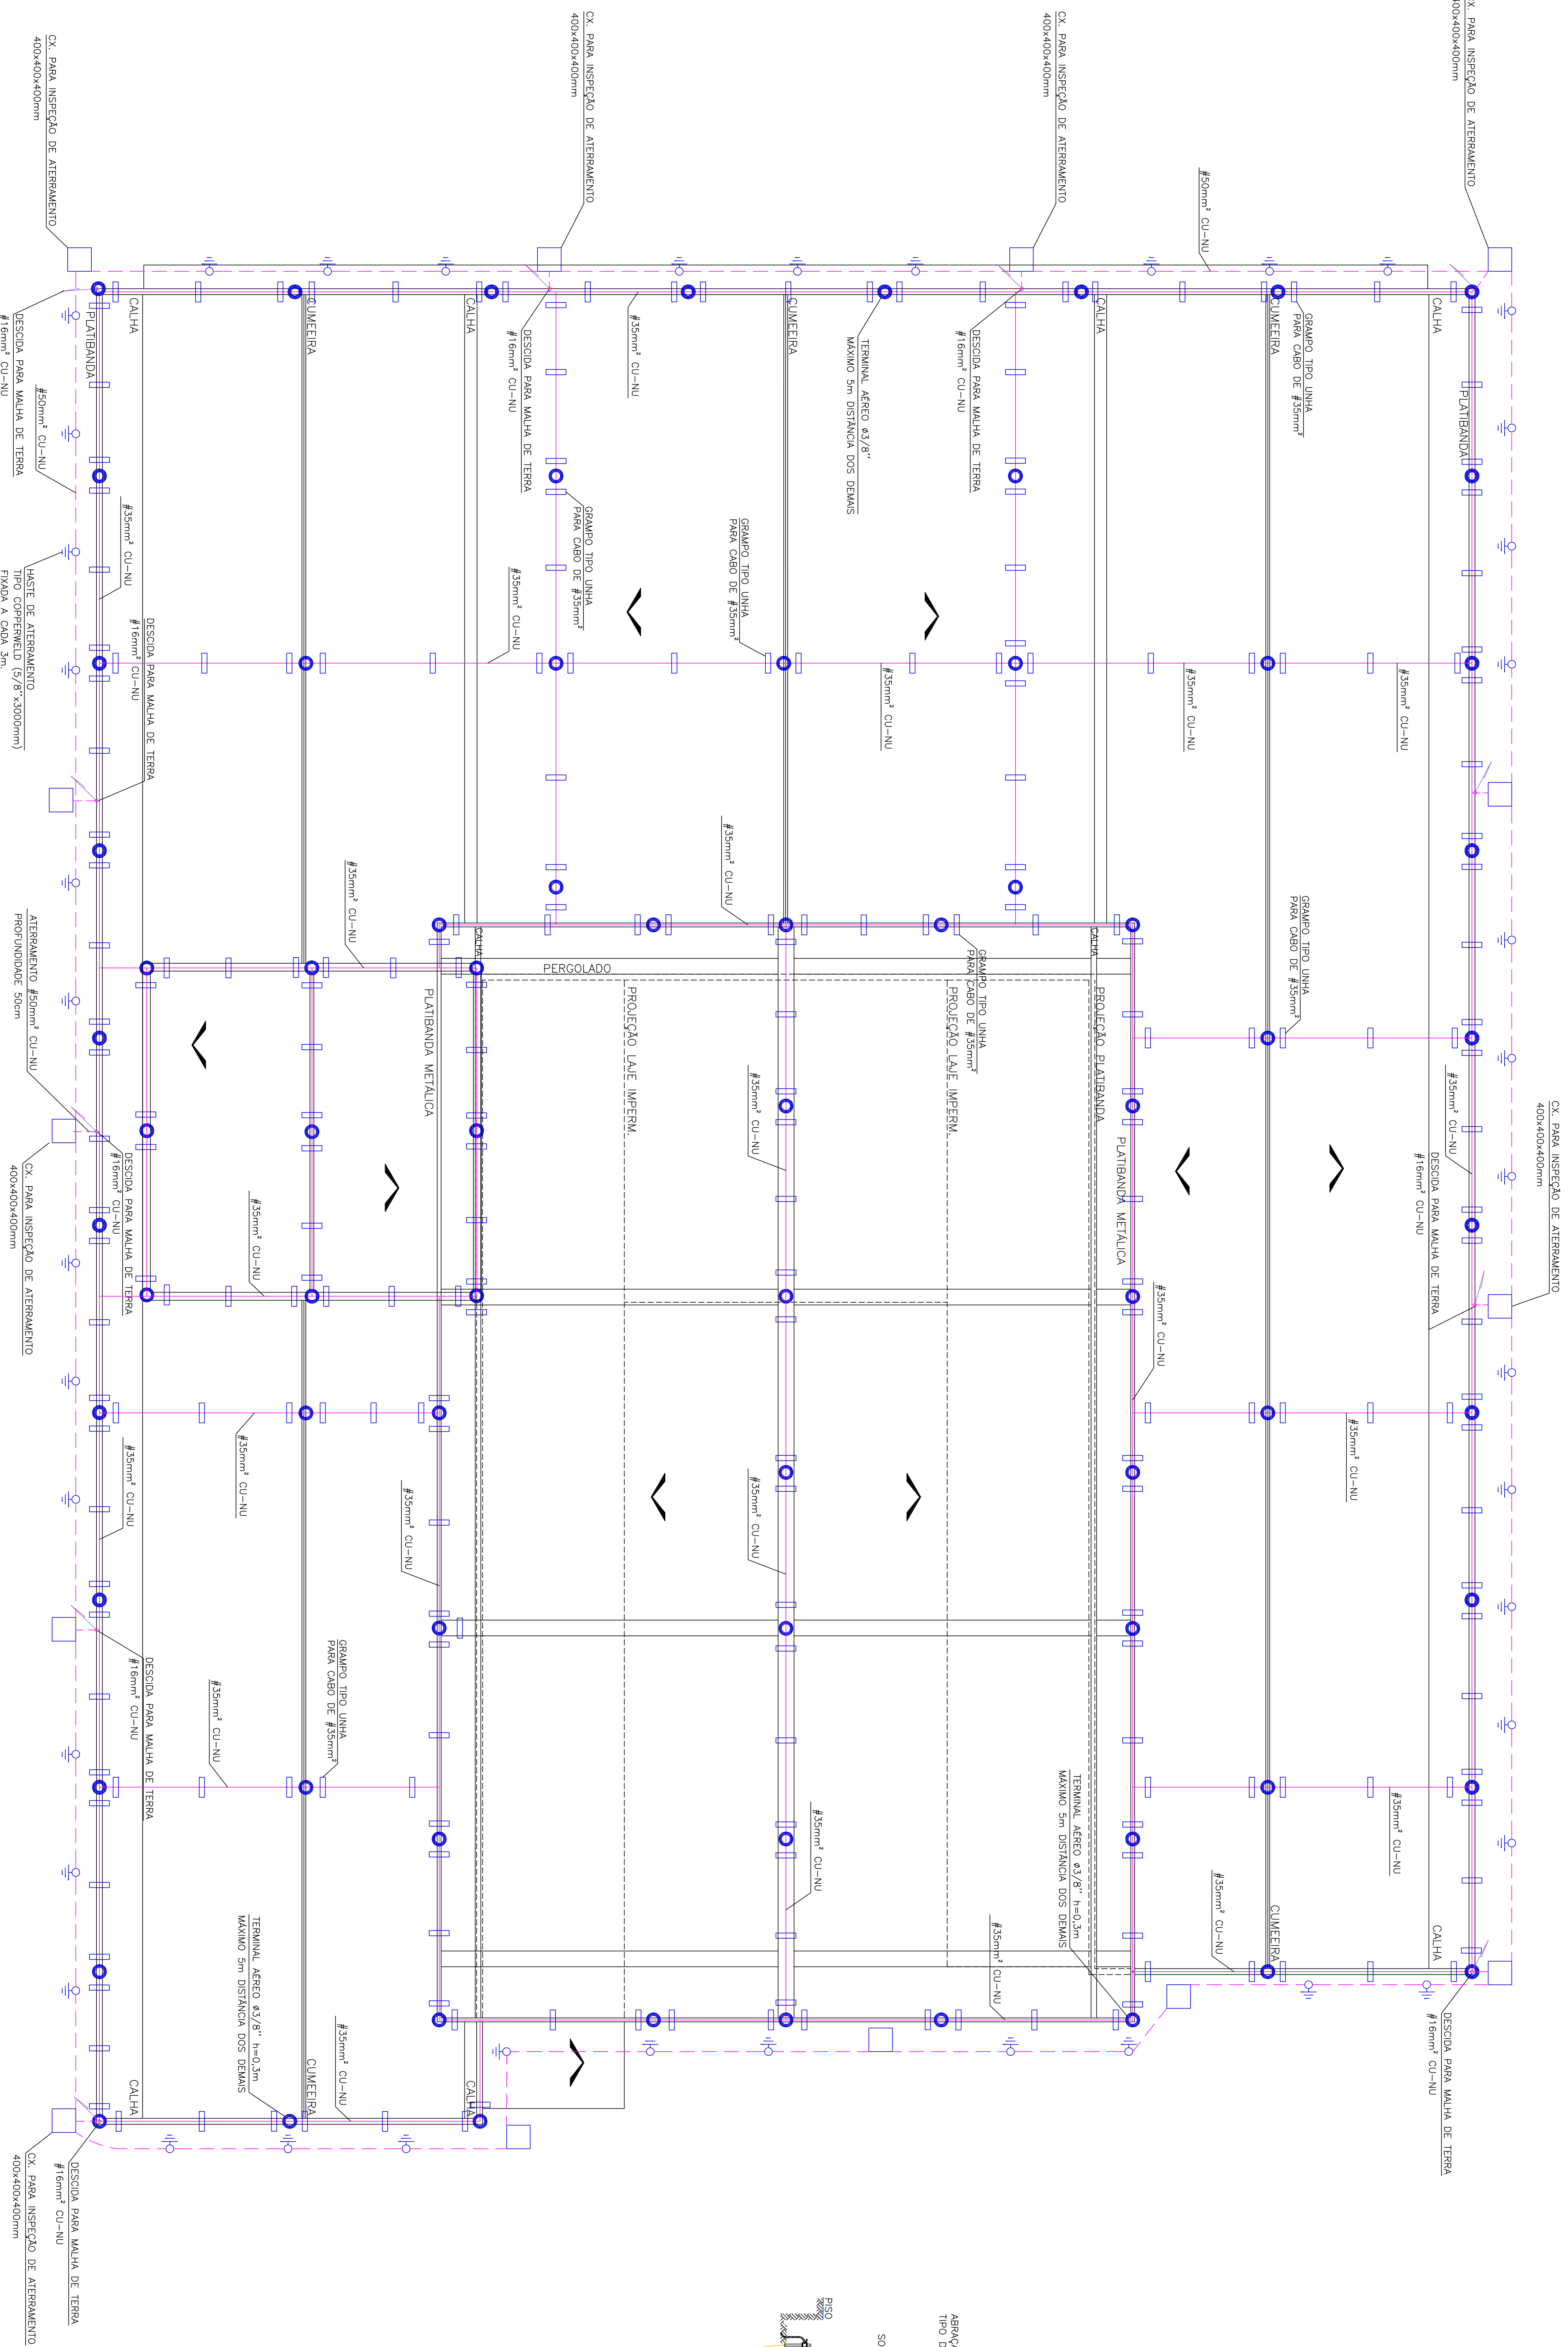 CX. PARA INSPEÇÃO DE ATERRAMENTO
400x400x400mm
CX. PARA INSPEÇÃO DE ATERRAMENTO
400x400x400mm
CX. PARA INSPEÇÃO DE ATERRAMENTO
400x400x400mm
CX. PARA INSPEÇÃO DE ATERRAMENTO
400x400x400mm
#50mm² CU-NU
CALHA
PLATIBANDA
CUMEEIRA
GRAMPO TIPO UNHA
PARA CABO DE #35mm²
CALHA
DESCIDA PARA MALHA DE TERRA
#16mm² CU-NU
TERMINAL AÉREO ø3/8''
MÁXIMO 5m DISTÂNCIA DOS DEMAIS
CUMEEIRA
#35mm² CU-NU
DESCIDA PARA MALHA DE TERRA
#16mm² CU-NU
CALHA
CUMEEIRA
CALHA
PLATIBANDA
DESCIDA PARA MALHA DE TERRA
#16mm² CU-NU
#50mm² CU-NU
#35mm² CU-NU
HASTE DE ATERRAMENTO
TIPO COPPERWELD (5/8''x3000mm)
FIXADA A CADA 3m.
DESCIDA PARA MALHA DE TERRA
#16mm² CU-NU
GRAMPO TIPO UNHA
PARA CABO DE #35mm²
#35mm² CU-NU
GRAMPO TIPO UNHA
PARA CABO DE #35mm²
#35mm² CU-NU
#35mm² CU-NU
#35mm² CU-NU
#35mm² CU-NU
#35mm² CU-NU
GRAMPO TIPO UNHA
PARA CABO DE #35mm²
CALHA
GRAMPO TIPO UNHA
PARA CABO DE #35mm²
CALHA
PERGOLADO
PROJEÇÃO LAJE IMPERM.
PROJEÇÃO LAJE IMPERM.
PROJEÇÃO PLATIBANDA
PLATIBANDA METÁLICA
PLATIBANDA METÁLICA
ATERRAMENTO #50mm² CU-NU
PROFUNDIDADE 50cm
#35mm² CU-NU
#35mm² CU-NU
CX. PARA INSPEÇÃO DE ATERRAMENTO
400x400x400mm
DESCIDA PARA MALHA DE TERRA
#16mm² CU-NU
DESCIDA PARA MALHA DE TERRA
#16mm² CU-NU
CX. PARA INSPEÇÃO DE ATERRAMENTO
400x400x400mm
#35mm² CU-NU
#35mm² CU-NU
#35mm² CU-NU
#35mm² CU-NU
#35mm² CU-NU
#35mm² CU-NU
#35mm² CU-NU
DESCIDA PARA MALHA DE TERRA
#16mm² CU-NU
#35mm² CU-NU
GRAMPO TIPO UNHA
PARA CABO DE #35mm²
#35mm² CU-NU
TERMINAL AÉREO ø3/8'' h=0,3m
MÁXIMO 5m DISTÂNCIA DOS DEMAIS
#35mm² CU-NU
#35mm² CU-NU
#35mm² CU-NU
CUMEEIRA
CALHA
TERMINAL AÉREO ø3/8'' h=0,3m
MÁXIMO 5m DISTÂNCIA DOS DEMAIS
#35mm² CU-NU
CALHA
CUMEEIRA
CALHA
DESCIDA PARA MALHA DE TERRA
#16mm² CU-NU
DESCIDA PARA MALHA DE TERRA
#16mm² CU-NU
CX. PARA INSPEÇÃO DE ATERRAMENTO
400x400x400mm
PISO